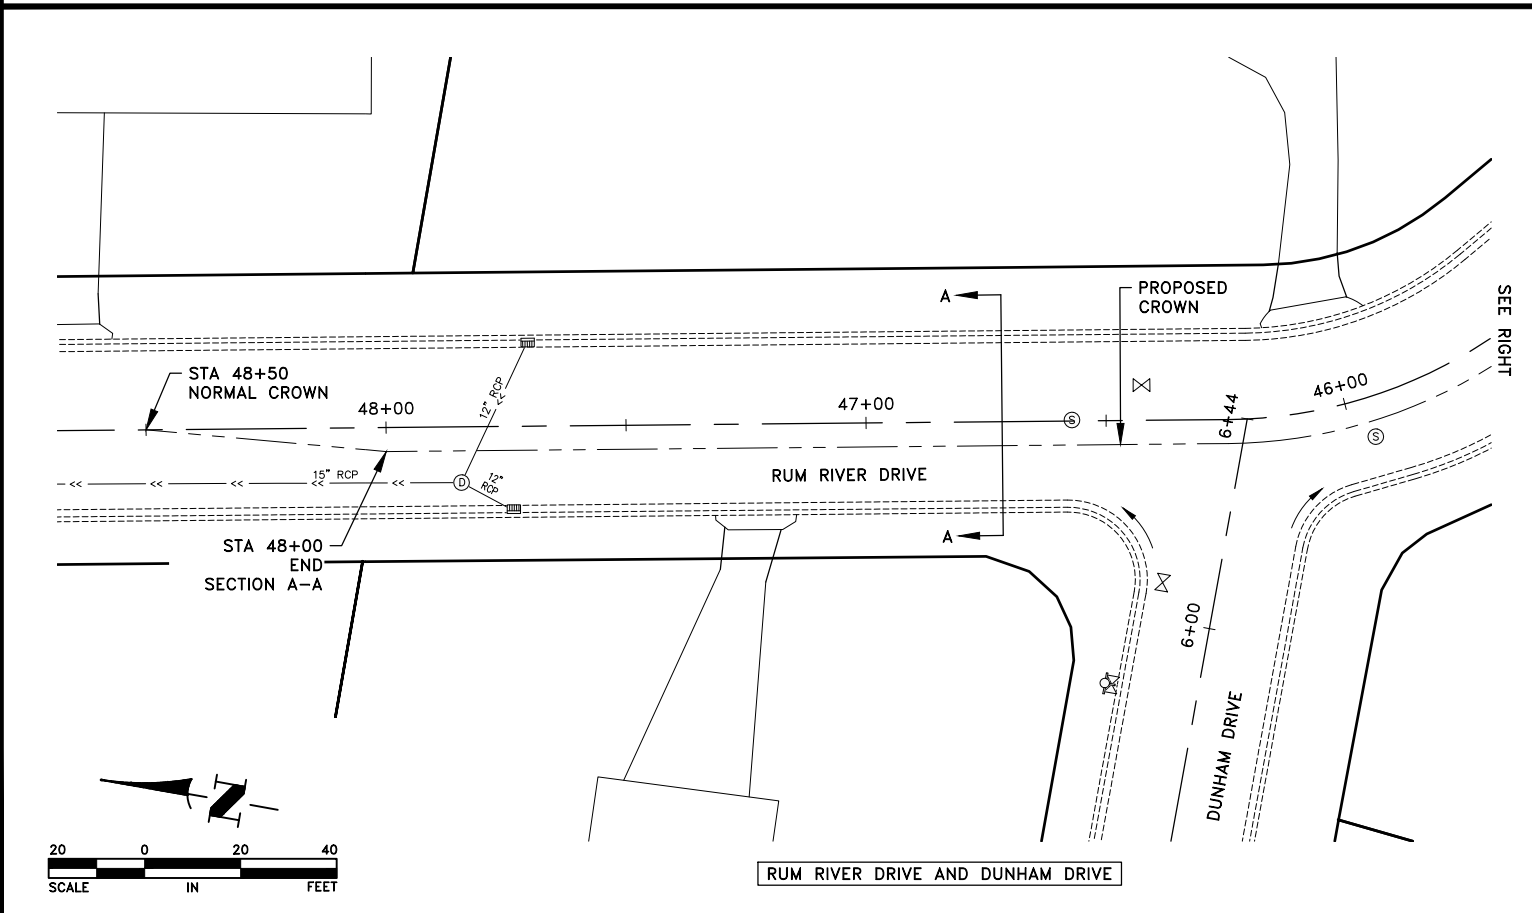 A
PROPOSED
CROWN
SEE RIGHT
STA 48+50
NORMAL CROWN
12" RCP
<<
48+00
47+00
S
6+44
46+00
S
RUM RIVER DRIVE
15" RCP
<< << << << <<
D
12"
RCP
STA 48+00
END
SECTION A-A
A
6+00
DUNHAM DRIVE
N
20 0 20 40
SCALE IN FEET
RUM RIVER DRIVE AND DUNHAM DRIVE